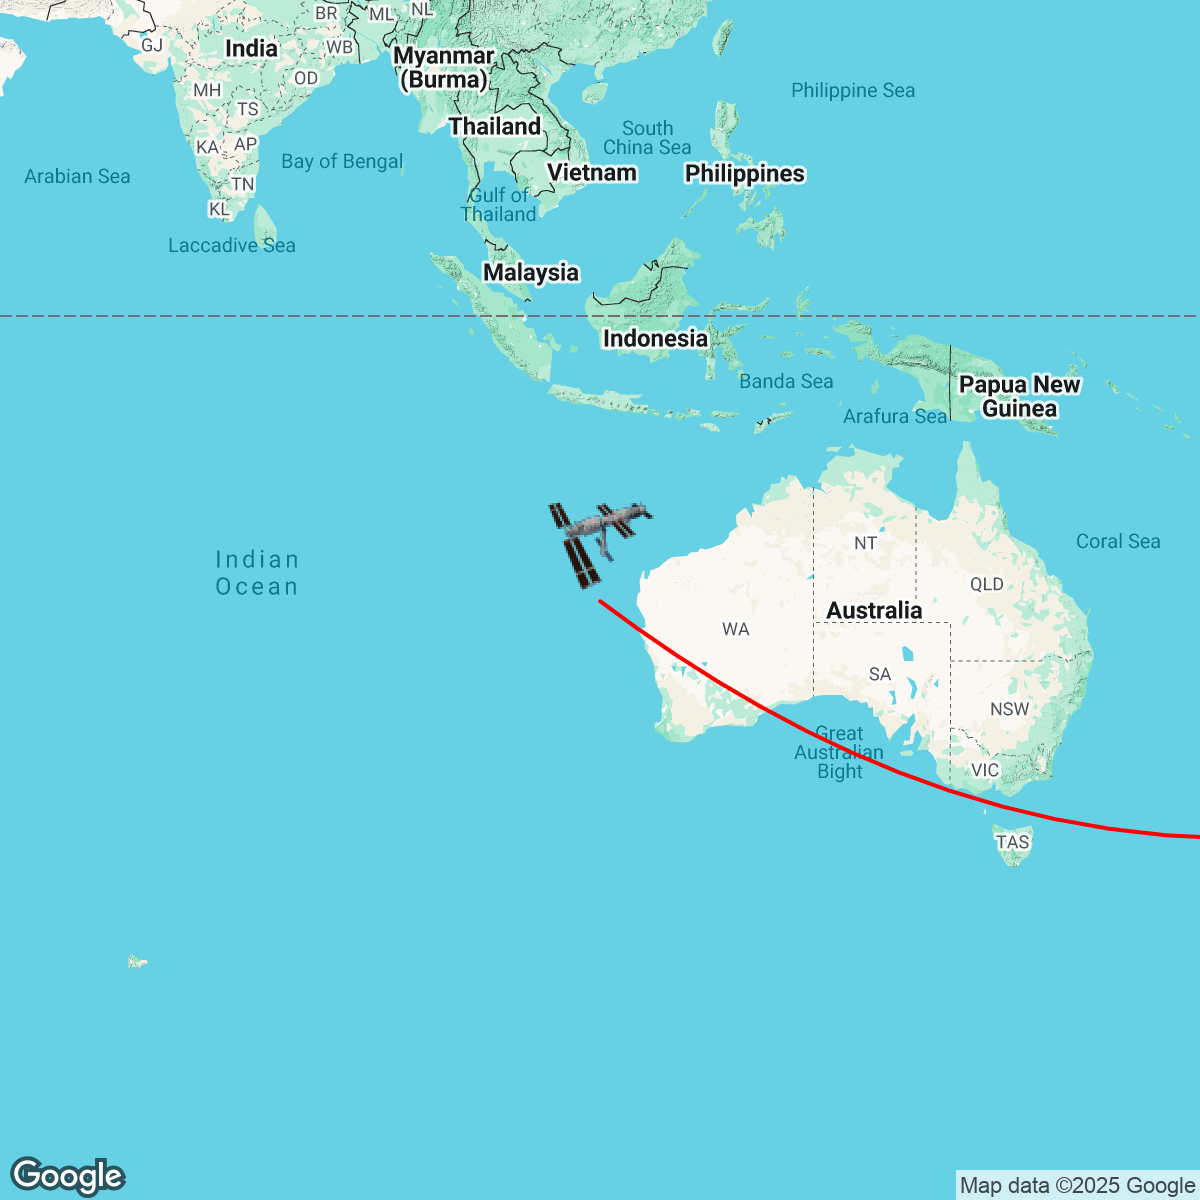 BR
ML
NL
GJ
India
WB
Myanmar
(Burma)
OD
MH
Philippine Sea
TS
Thailand
South
China Sea
KA
AP
Bay of Bengal
Vietnam
Philippines
Arabian Sea
TN
Gulf of
Thailand
KL
Laccadive Sea
Malaysia
Indonesia
Banda Sea
Papua New
Guinea
Arafura Sea
Indian
Ocean
NT
Coral Sea
QLD
Australia
WA
SA
NSW
Great
Australian
Bight
VIC
TAS
Google
Map data ©2025 Google